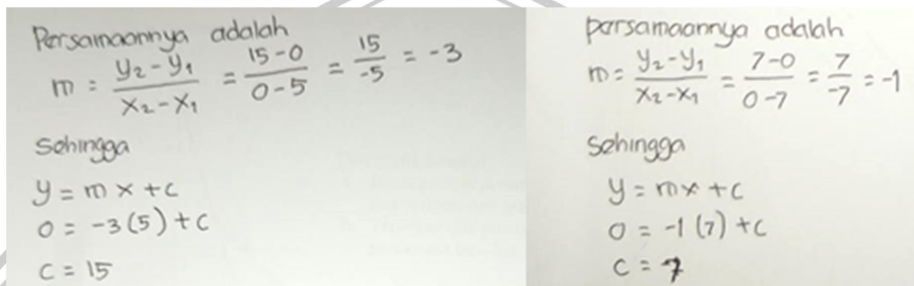 Persamaannya adalah
m = y₂ - y₁ / x₂ - x₁ = 15 - 0 / 0 - 5 = 15 / -5 = -3
Sehingga
y = mx + c
0 = -3(5) + c
c = 15
persamaannya adalah
m = y₂ - y₁ / x₂ - x₁ = 7 - 0 / 0 - 7 = 7 / -7 = -1
Sehingga
y = mx + c
0 = -1(7) + c
c = 7